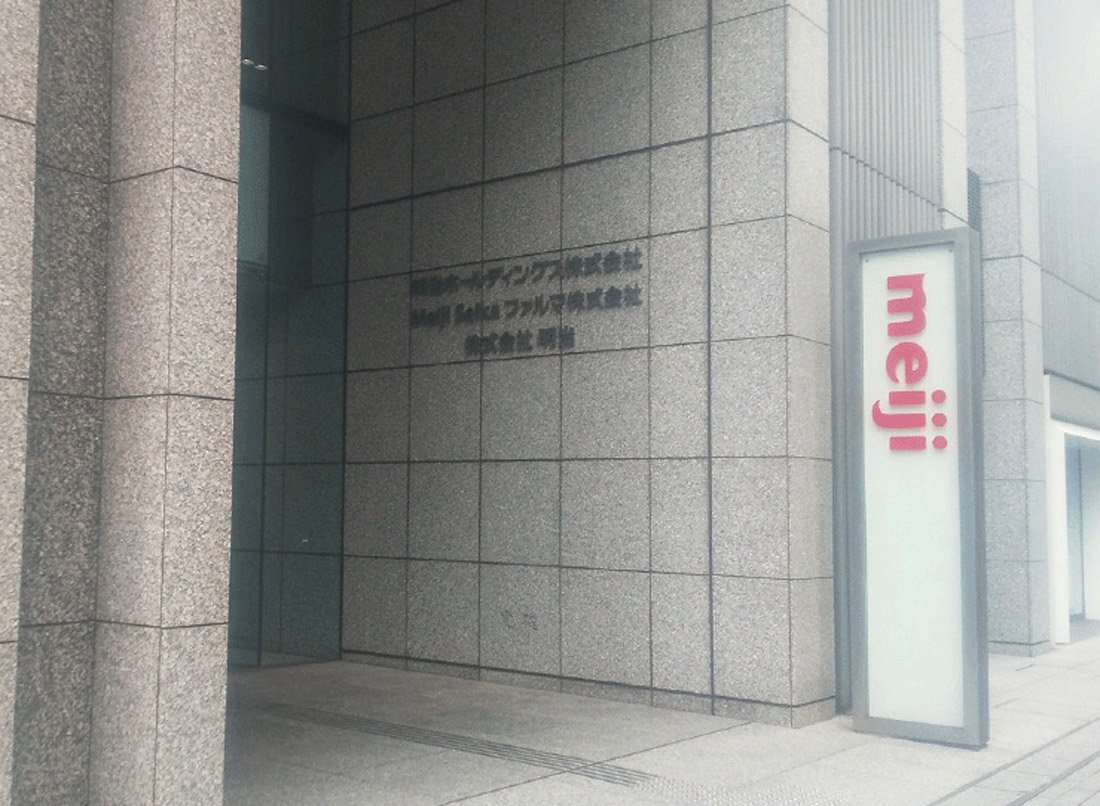 明治ホールディングス株式会社
Meiji Seika ファルマ株式会社
株式会社 明治
meiji